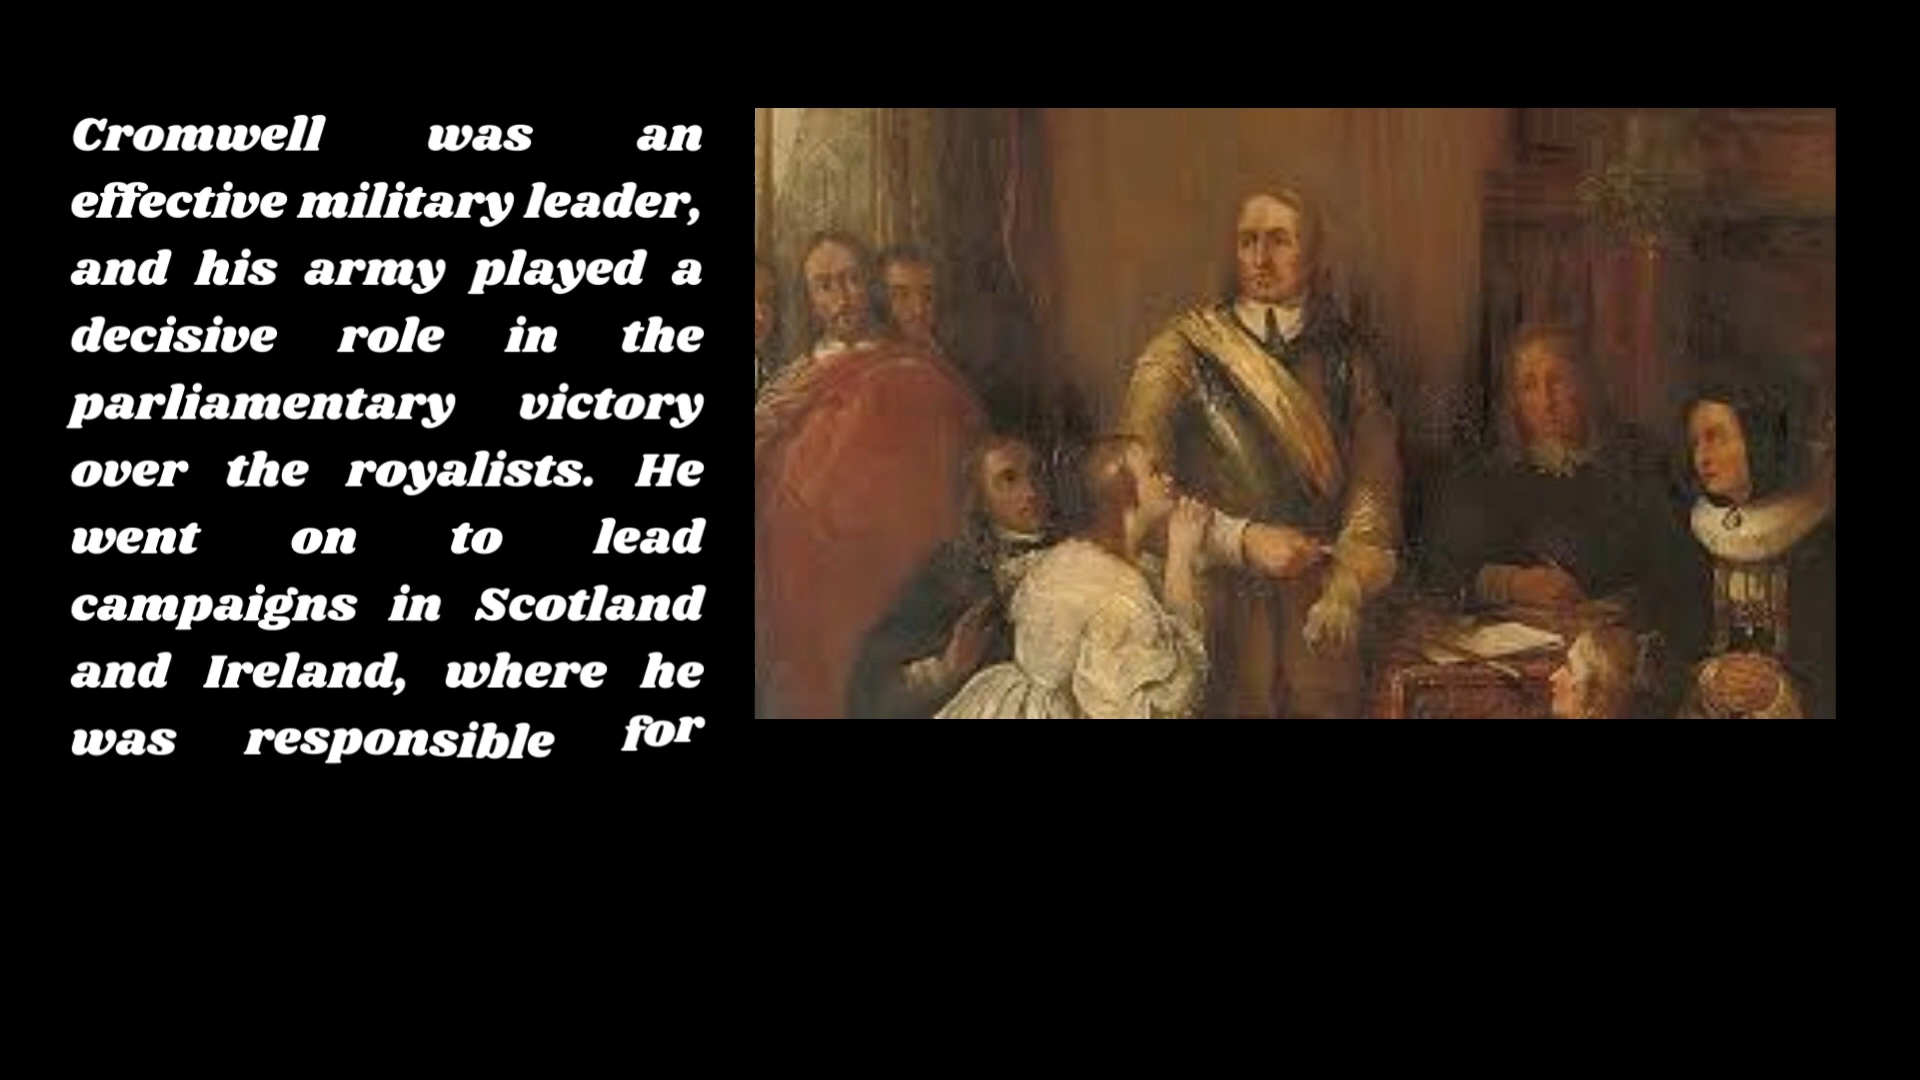 Cromwell was an
effective military leader,
and his army played a
decisive role in the
parliamentary victory
over the royalists. He
went on to lead
campaigns in Scotland
and Ireland, where he
was responsible for